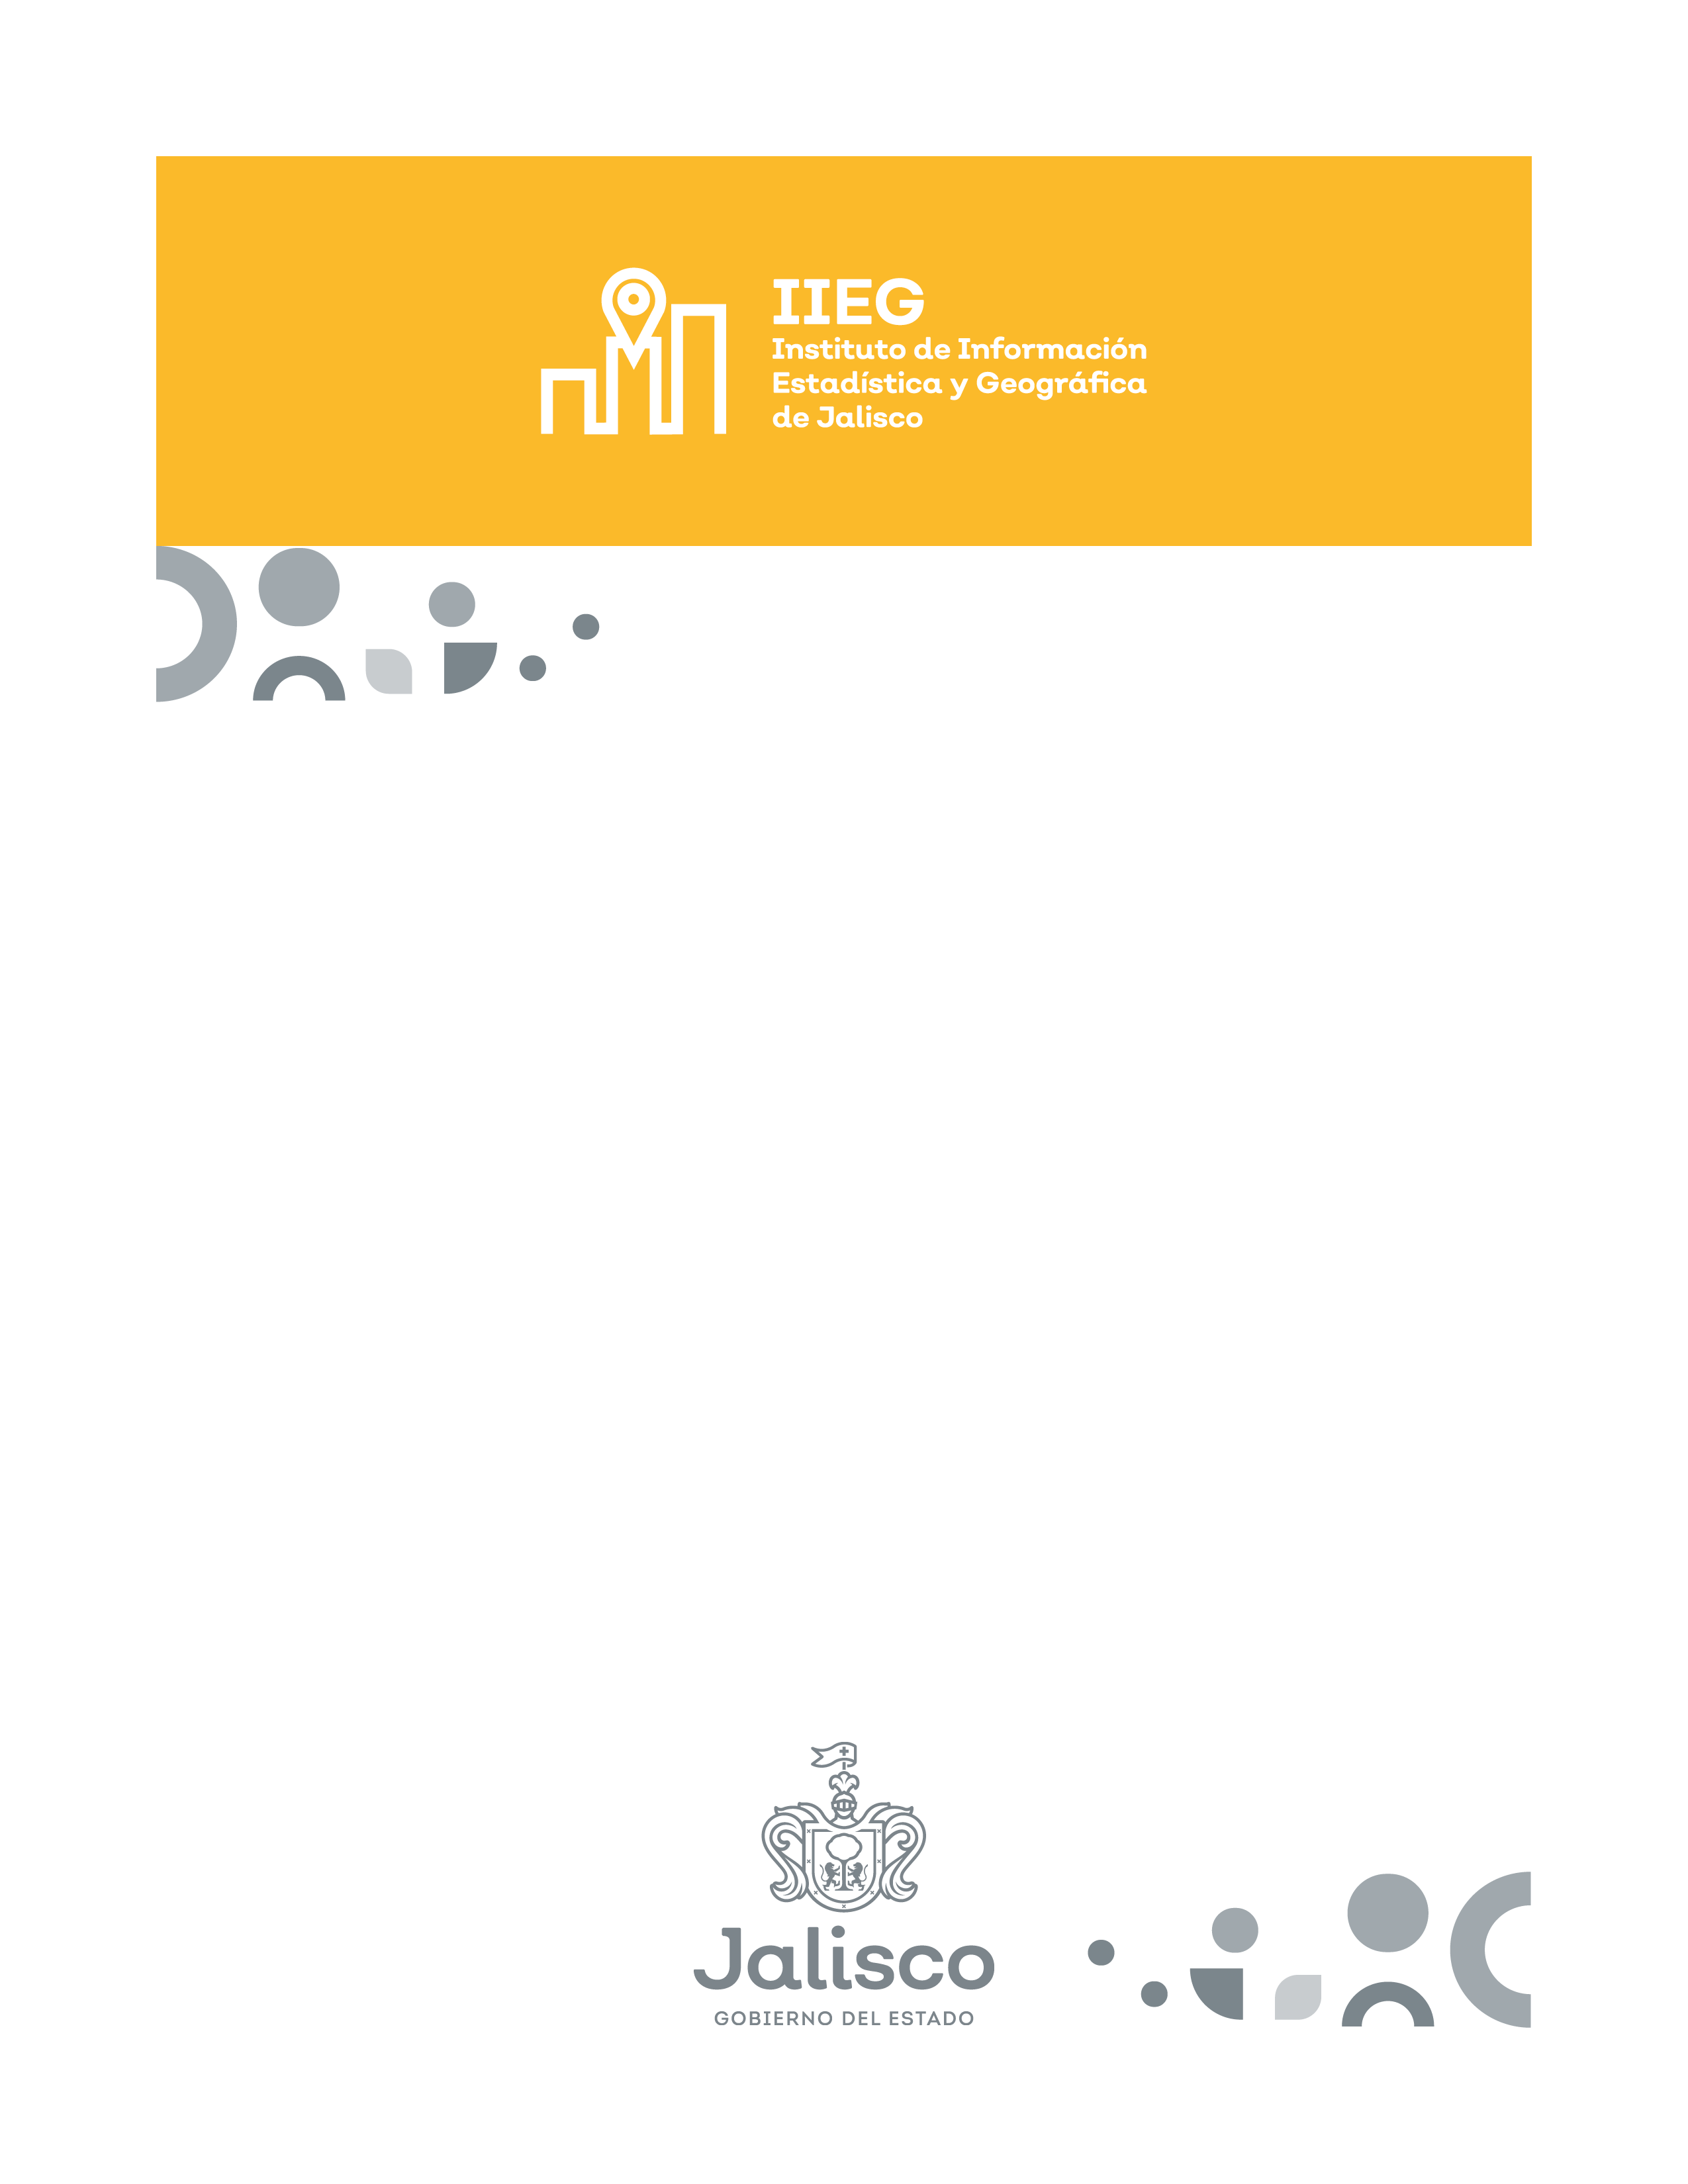 IIEG
Instituto de Información
Estadística y Geográfica
de Jalisco
Jalisco
GOBIERNO DEL ESTADO